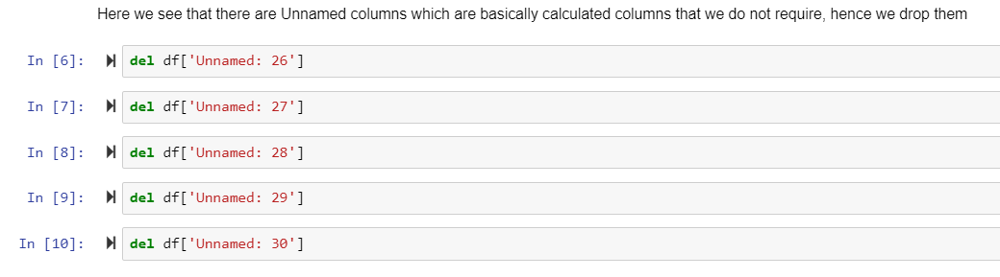 Here we see that there are Unnamed columns which are basically calculated columns that we do not require, hence we drop them
In [6]: del df['Unnamed: 26']
In [7]: del df['Unnamed: 27']
In [8]: del df['Unnamed: 28']
In [9]: del df['Unnamed: 29']
In [10]: del df['Unnamed: 30']